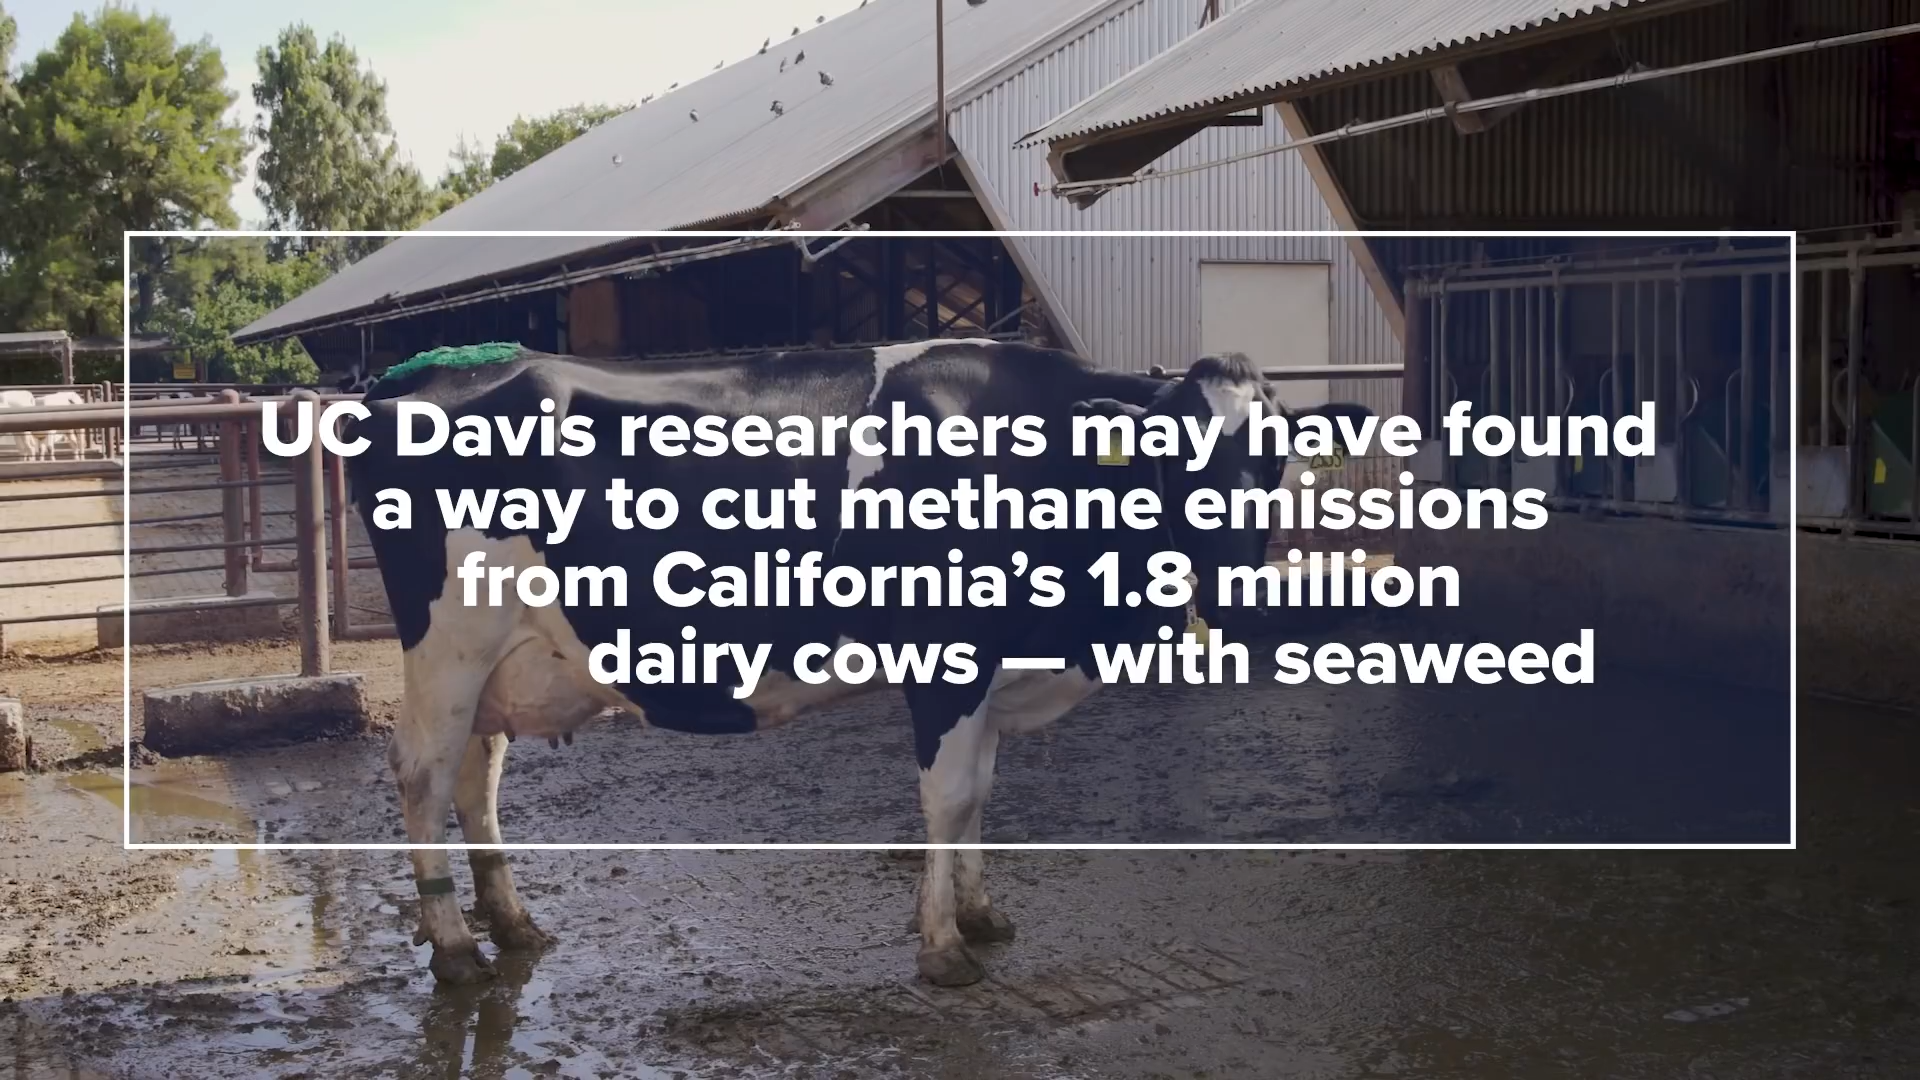 UC Davis researchers may have found
a way to cut methane emissions
from California’s 1.8 million
dairy cows — with seaweed